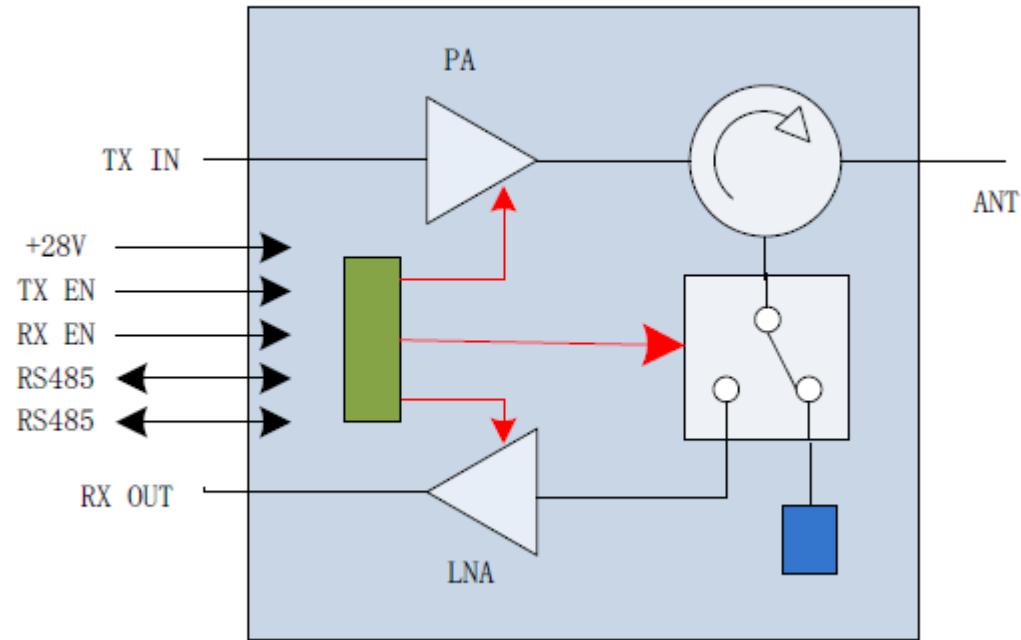 PA
TX IN
ANT
+28V
TX EN
RX EN
RS485
RS485
RX OUT
LNA